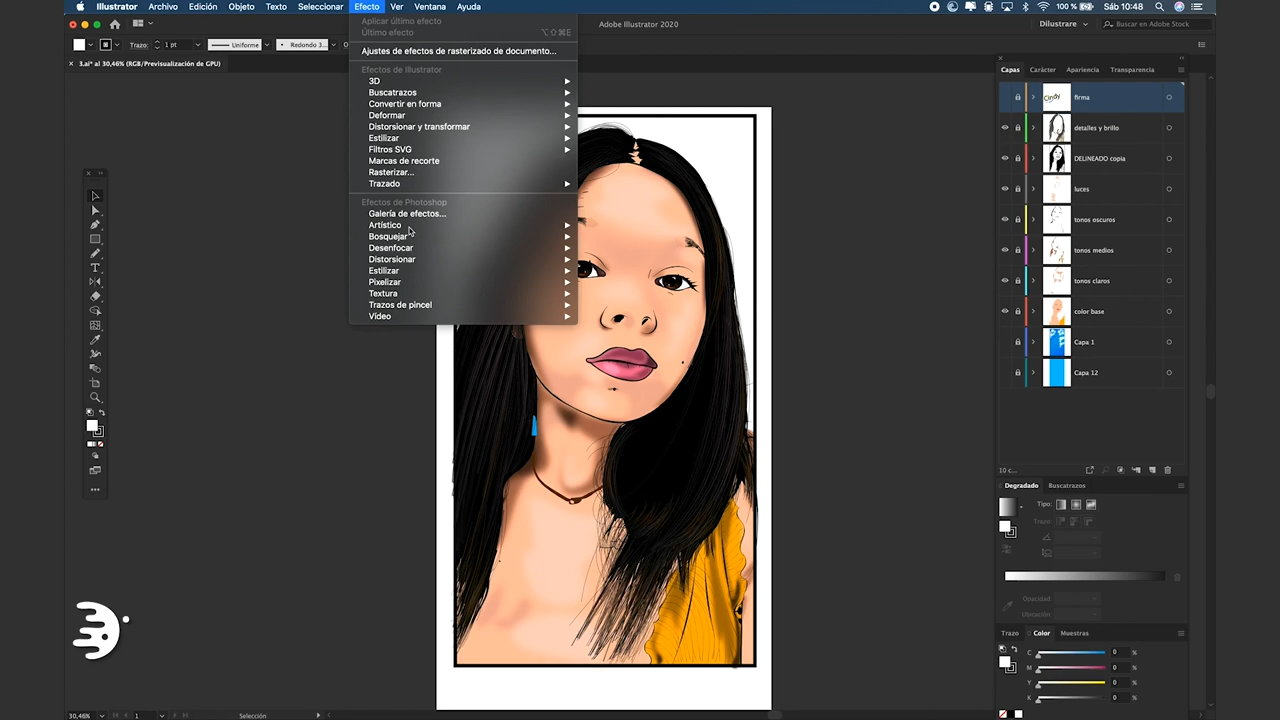 Illustrator Archivo Edición Objeto Texto Seleccionar Efecto Ver Ventana Ayuda
100 % Sáb 10:48
Adobe Illustrator 2020
Dilustrare
Buscar en Adobe Stock
Trazo: 1 pt Uniforme Redondo 3...
3.ai* al 30,46% (RGB/Previsualización de GPU)
Aplicar último efecto
Último efecto ⌥⇧⌘E
Ajustes de efectos de rasterizado de documento...
Efectos de Illustrator
3D
Buscatrazos
Convertir en forma
Deformar
Distorsionar y transformar
Estilizar
Filtros SVG
Marcas de recorte
Rasterizar...
Trazado
Efectos de Photoshop
Galería de efectos...
Artístico
Bosquejar
Desenfocar
Distorsionar
Estilizar
Pixelizar
Textura
Trazos de pincel
Vídeo
Capas Carácter Apariencia Transparencia
firma
detalles y brillo
DELINEADO copia
luces
tonos oscuros
tonos medios
tonos claros
color base
Capa 1
Capa 12
10 c...
Degradado Buscatrazos
Tipo:
Trazo:
Opacidad:
Ubicación:
Trazo Color Muestras
C 0 %
M 0 %
Y 0 %
K 0 %
30,46% 1 Selección